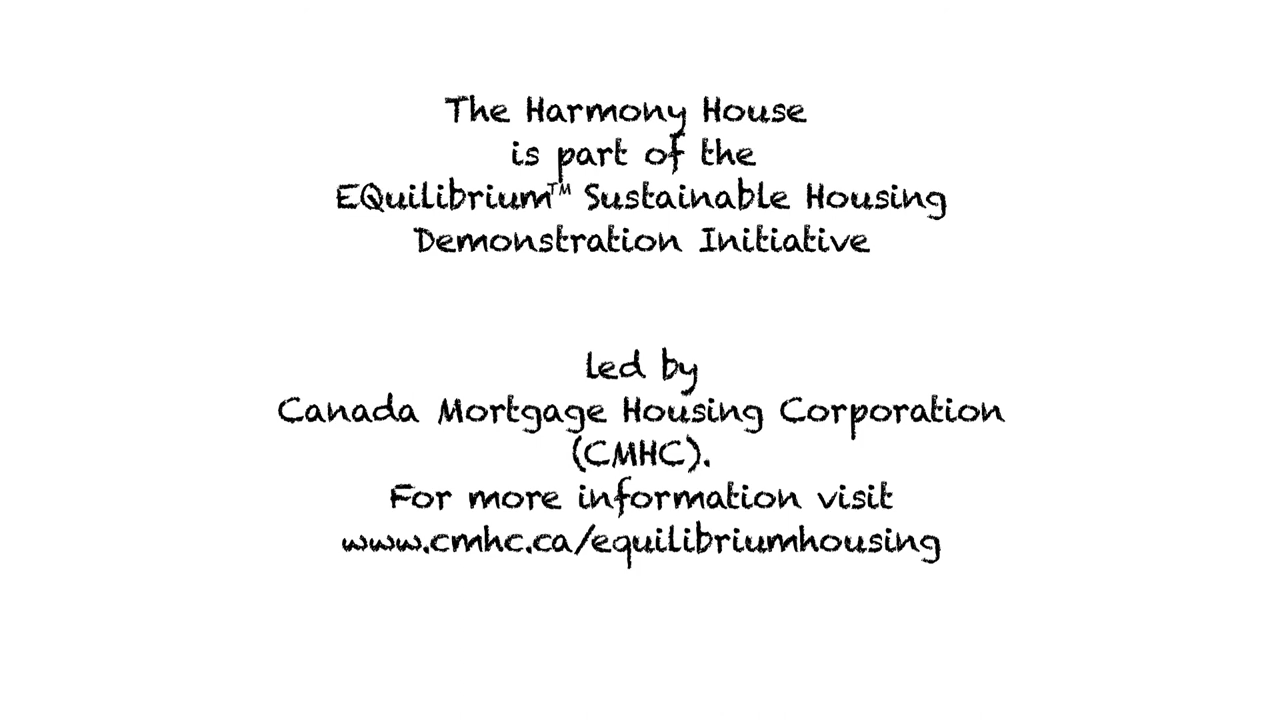 The Harmony House
is part of the
EQuilibrium™ Sustainable Housing
Demonstration Initiative
led by
Canada Mortgage Housing Corporation
(CMHC).
For more information visit
www.cmhc.ca/equilibriumhousing